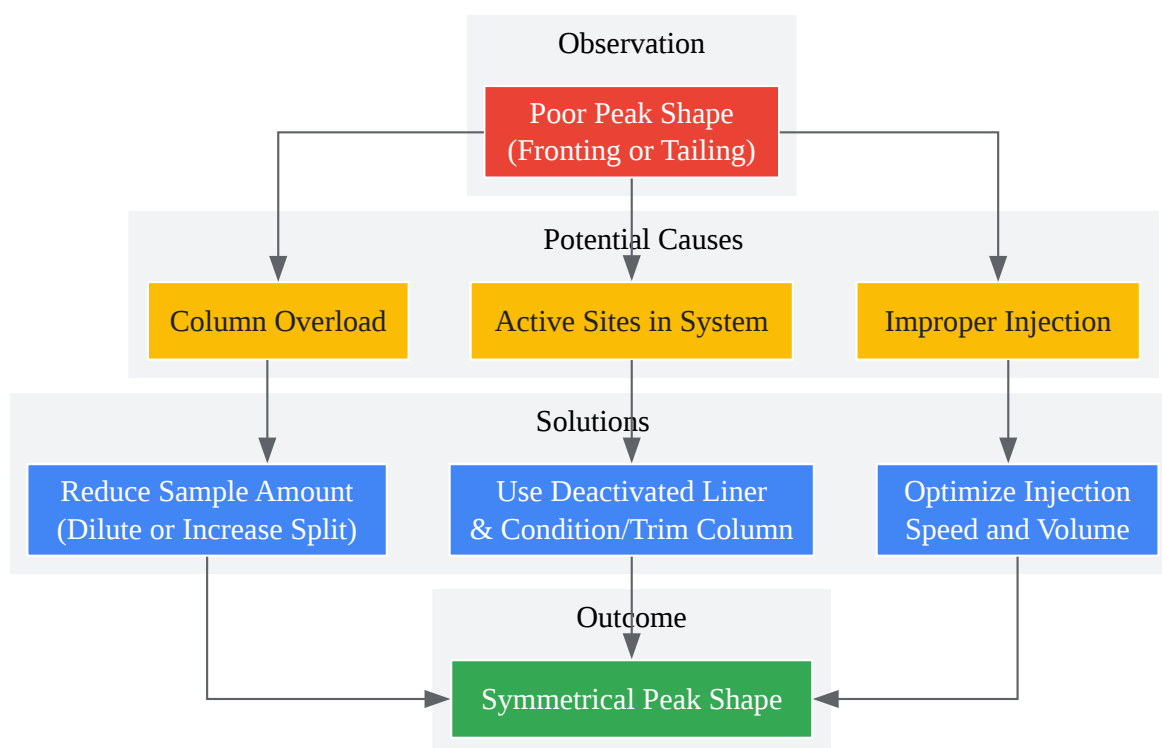 Observation
Poor Peak Shape
(Fronting or Tailing)
Potential Causes
Column Overload
Active Sites in System
Improper Injection
Solutions
Reduce Sample Amount
(Dilute or Increase Split)
Use Deactivated Liner
& Condition/Trim Column
Optimize Injection
Speed and Volume
Outcome
Symmetrical Peak Shape